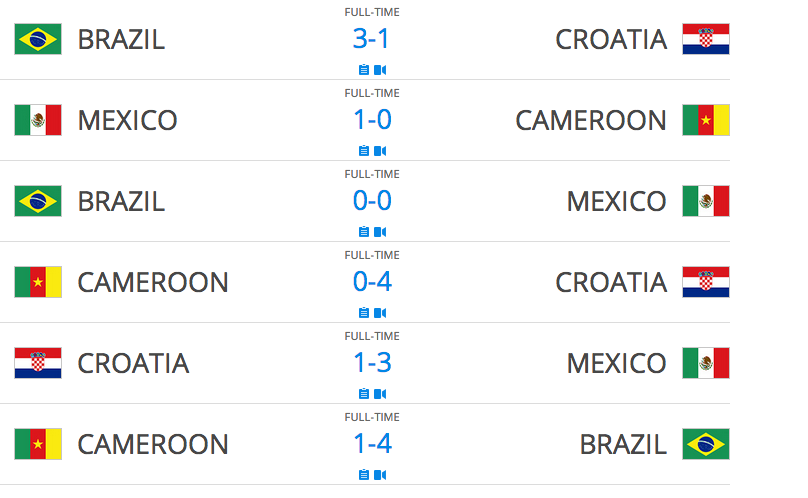 FULL-TIME
BRAZIL 3-1 CROATIA
FULL-TIME
MEXICO 1-0 CAMEROON
FULL-TIME
BRAZIL 0-0 MEXICO
FULL-TIME
CAMEROON 0-4 CROATIA
FULL-TIME
CROATIA 1-3 MEXICO
FULL-TIME
CAMEROON 1-4 BRAZIL